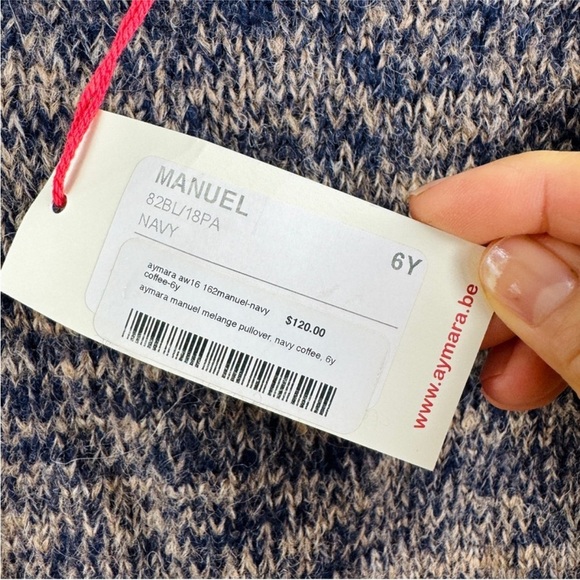 MANUEL
82BL/18PA
NAVY
6Y
aymara aw16 162manuel-navy
coffee-6y
$120.00
aymara manuel melange pullover, navy coffee, 6y
www.aymara.be